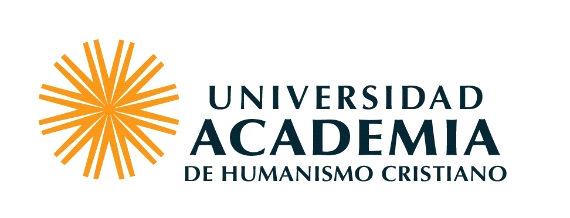 UNIVERSIDAD
ACADEMIA
DE HUMANISMO CRISTIANO